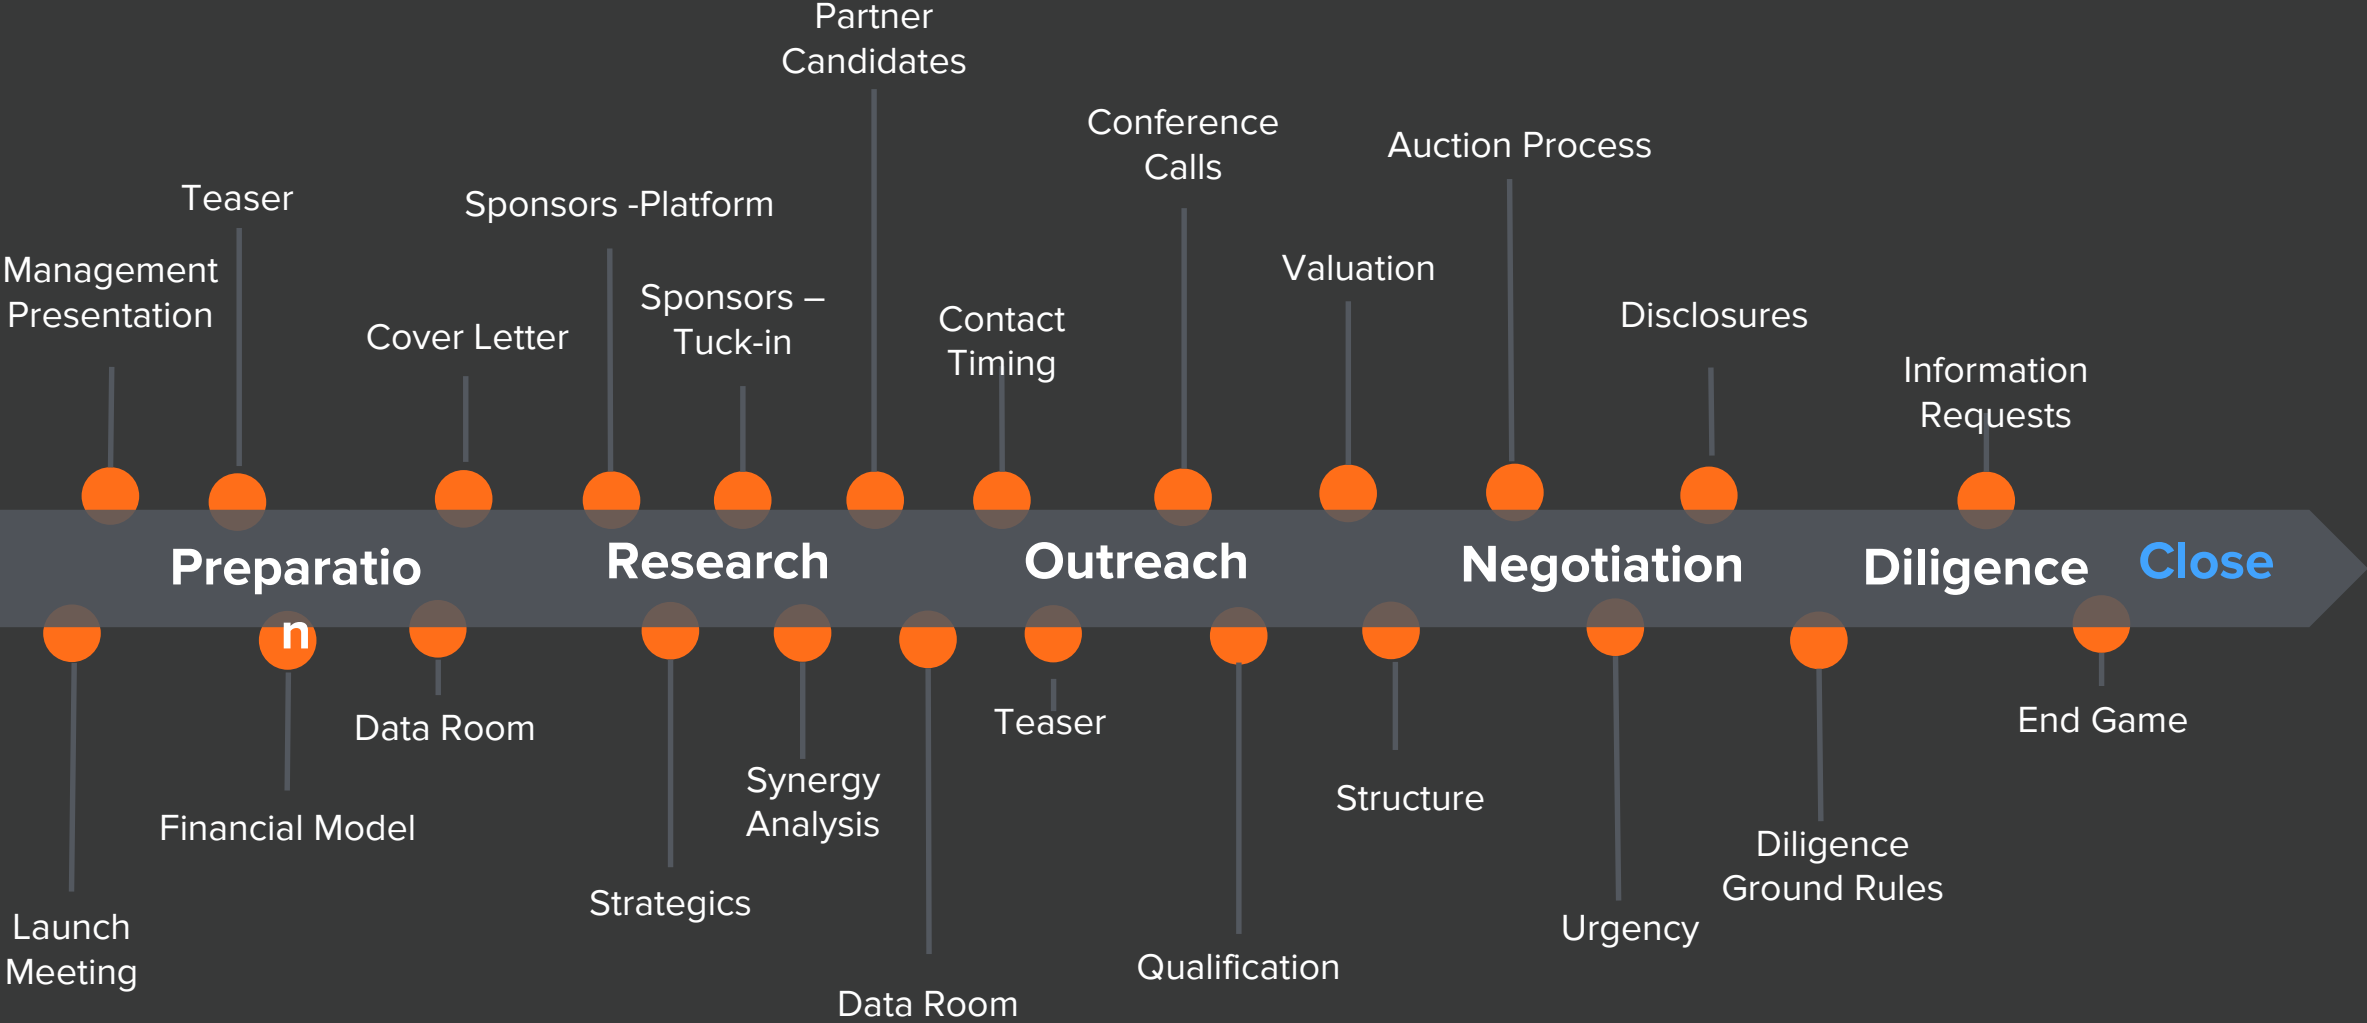 Partner
Candidates
Conference
Calls
Auction Process
Teaser
Sponsors -Platform
Management
Presentation
Valuation
Sponsors –
Tuck-in
Contact
Timing
Disclosures
Cover Letter
Information
Requests
Preparatio
n
Research
Outreach
Negotiation
Diligence
Close
Data Room
Teaser
End Game
Financial Model
Synergy
Analysis
Structure
Diligence
Ground Rules
Strategics
Launch
Meeting
Urgency
Qualification
Data Room